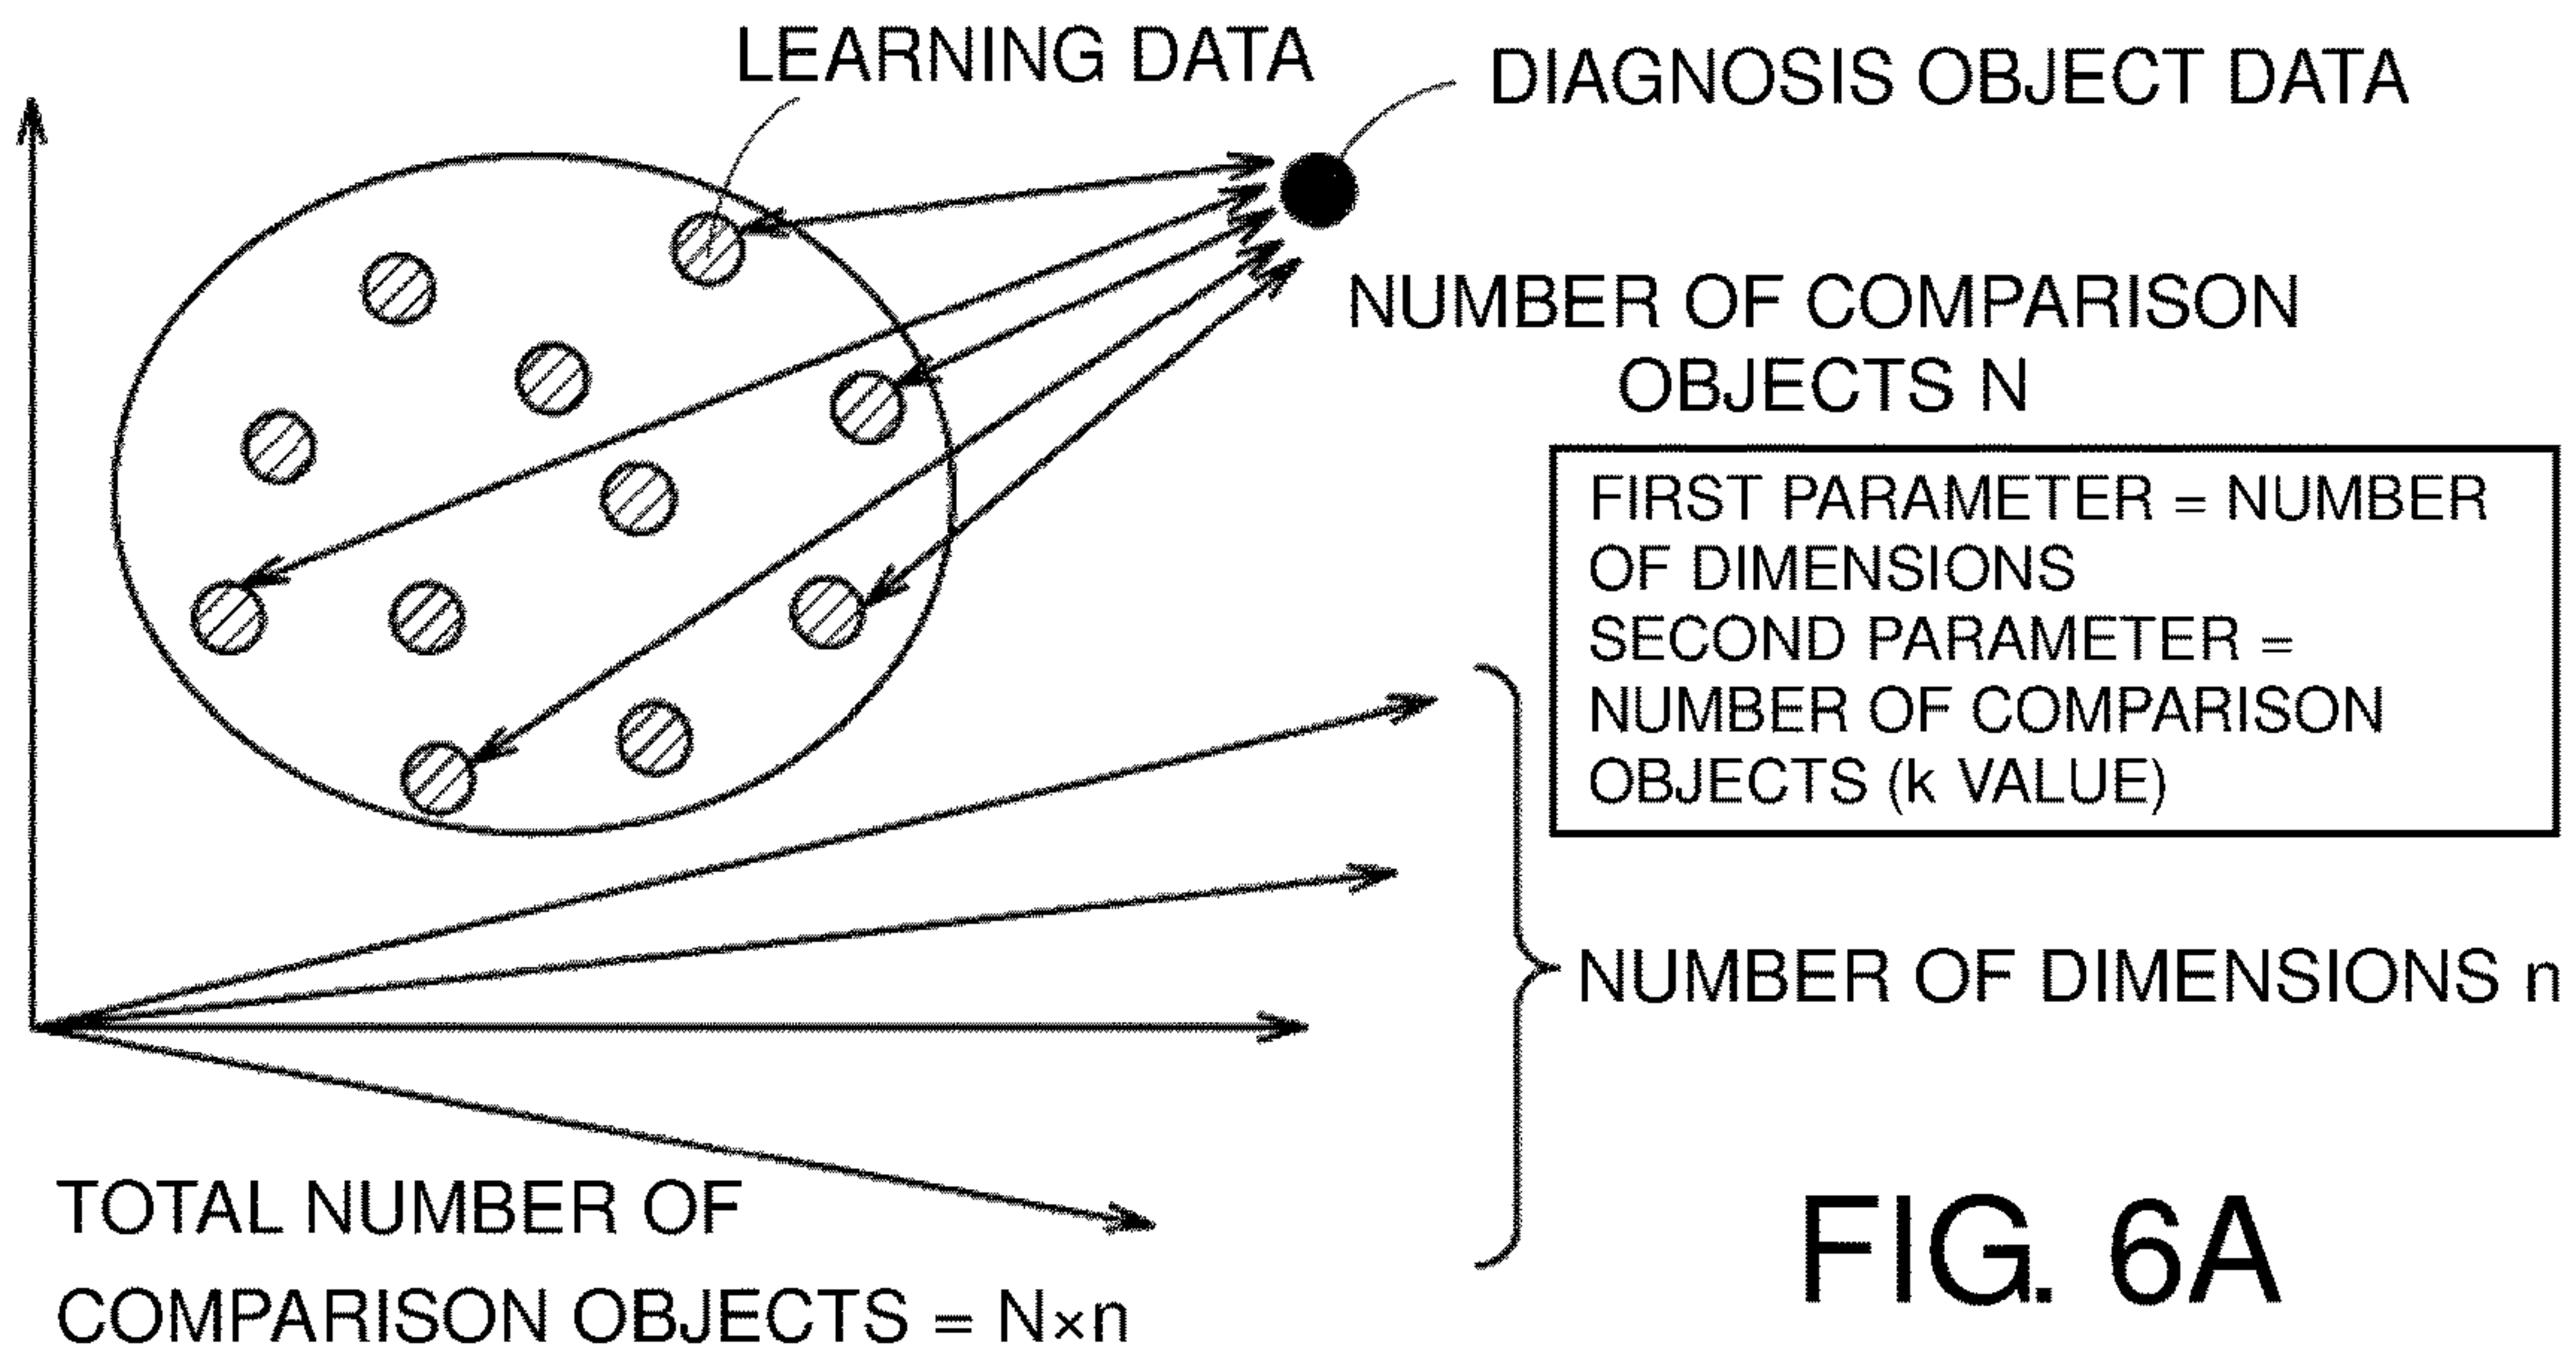 LEARNING DATA
DIAGNOSIS OBJECT DATA
NUMBER OF COMPARISON
OBJECTS N
FIRST PARAMETER = NUMBER
OF DIMENSIONS
SECOND PARAMETER =
NUMBER OF COMPARISON
OBJECTS (k VALUE)
NUMBER OF DIMENSIONS n
TOTAL NUMBER OF
COMPARISON OBJECTS = N×n
FIG. 6A